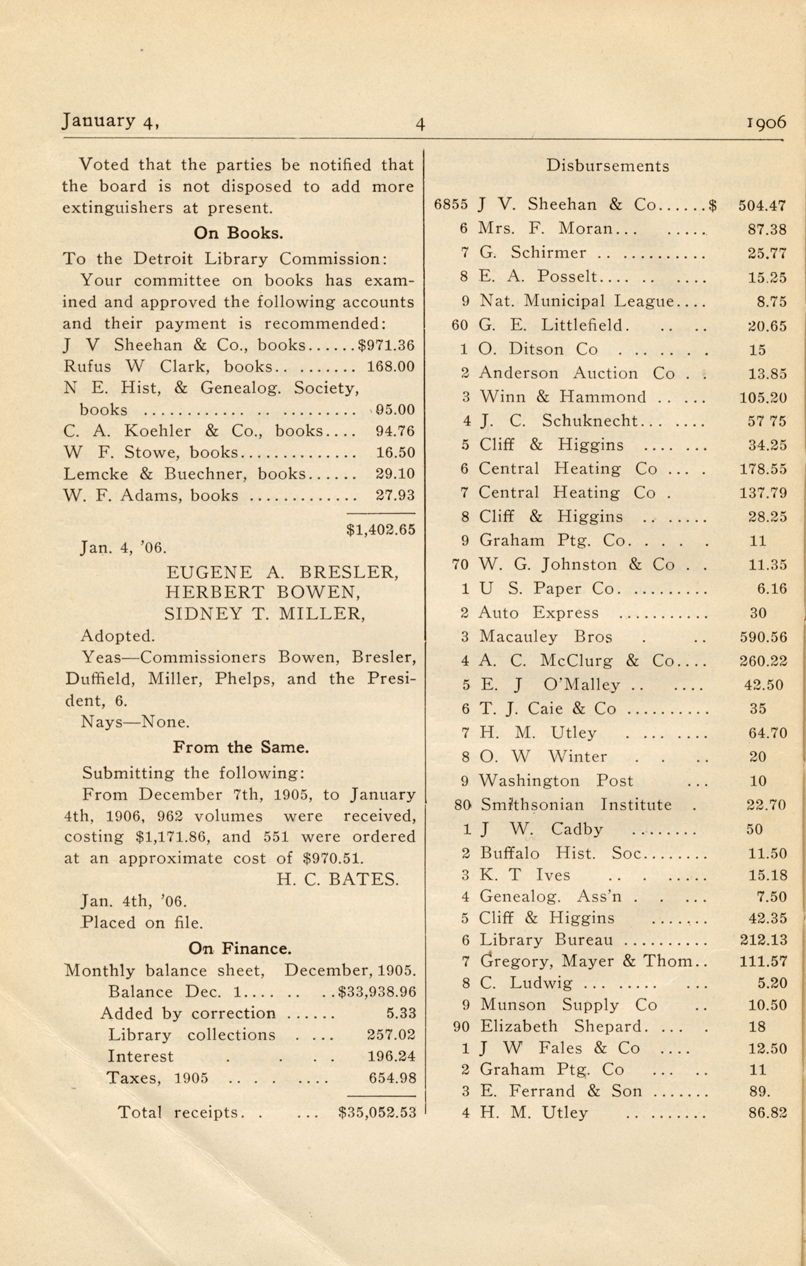 January 4, 4 1906
Voted that the parties be notified that
the board is not disposed to add more
extinguishers at present.
On Books.
To the Detroit Library Commission:
Your committee on books has exam-
ined and approved the following accounts
and their payment is recommended:
J V Sheehan & Co., books......$971.36
Rufus W Clark, books.. ........ 168.00
N E. Hist, & Genealog. Society,
books ............ .. ......... 95.00
C. A. Koehler & Co., books.... 94.76
W F. Stowe, books............. 16.50
Lemcke & Buechner, books...... 29.10
W. F. Adams, books ............ 27.93
$1,402.65
Jan. 4, '06.
EUGENE A. BRESLER,
HERBERT BOWEN,
SIDNEY T. MILLER,
Adopted.
Yeas—Commissioners Bowen, Bresler,
Duffield, Miller, Phelps, and the Presi-
dent, 6.
Nays—None.
From the Same.
Submitting the following:
From December 7th, 1905, to January
4th, 1906, 962 volumes were received,
costing $1,171.86, and 551 were ordered
at an approximate cost of $970.51.
H. C. BATES.
Jan. 4th, '06.
Placed on file.
On Finance.
Monthly balance sheet, December, 1905.
Balance Dec. 1.... .. . ..$33,938.96
Added by correction ...... 5.33
Library collections . ... 257.02
Interest . . . . 196.24
Taxes, 1905 .. . . .... 654.98
Total receipts. . ... $35,052.53
Disbursements
6855 J V. Sheehan & Co......$ 504.47
6 Mrs. F. Moran... ..... 87.38
7 G. Schirmer .. ........... 25.77
8 E. A. Posselt.... .. .... 15.25
9 Nat. Municipal League.... 8.75
60 G. E. Littlefield. .. .. 20.65
1 O. Ditson Co . .. ... . 15
2 Anderson Auction Co . . 13.85
3 Winn & Hammond .. ... 105.20
4 J. C. Schuknecht... .... 57 75
5 Cliff & Higgins .... ... 34.25
6 Central Heating Co ... . 178.55
7 Central Heating Co . 137.79
8 Cliff & Higgins .. ..... 28.25
9 Graham Ptg. Co. . . . . 11
70 W. G. Johnston & Co . . 11.35
1 U S. Paper Co. ......... 6.16
2 Auto Express ........... 30
3 Macauley Bros . .. 590.56
4 A. C. McClurg & Co.... 260.22
5 E. J O'Malley .. .... 42.50
6 T. J. Caie & Co .......... 35
7 H. M. Utley . ... .... 64.70
8 O. W Winter . . .. 20
9 Washington Post ... 10
80 Smithsonian Institute . 22.70
1 J W. Cadby ........ 50
2 Buffalo Hist. Soc........ 11.50
3 K. T Ives .. . ..... 15.18
4 Genealog. Ass'n . . ... 7.50
5 Cliff & Higgins ....... 42.35
6 Library Bureau .......... 212.13
7 Gregory, Mayer & Thom.. 111.57
8 C. Ludwig ... ..... ... 5.20
9 Munson Supply Co .. 10.50
90 Elizabeth Shepard. ... . 18
1 J W Fales & Co .... 12.50
2 Graham Ptg. Co ... .. 11
3 E. Ferrand & Son ....... 89.
4 H. M. Utley .. ....... 86.82